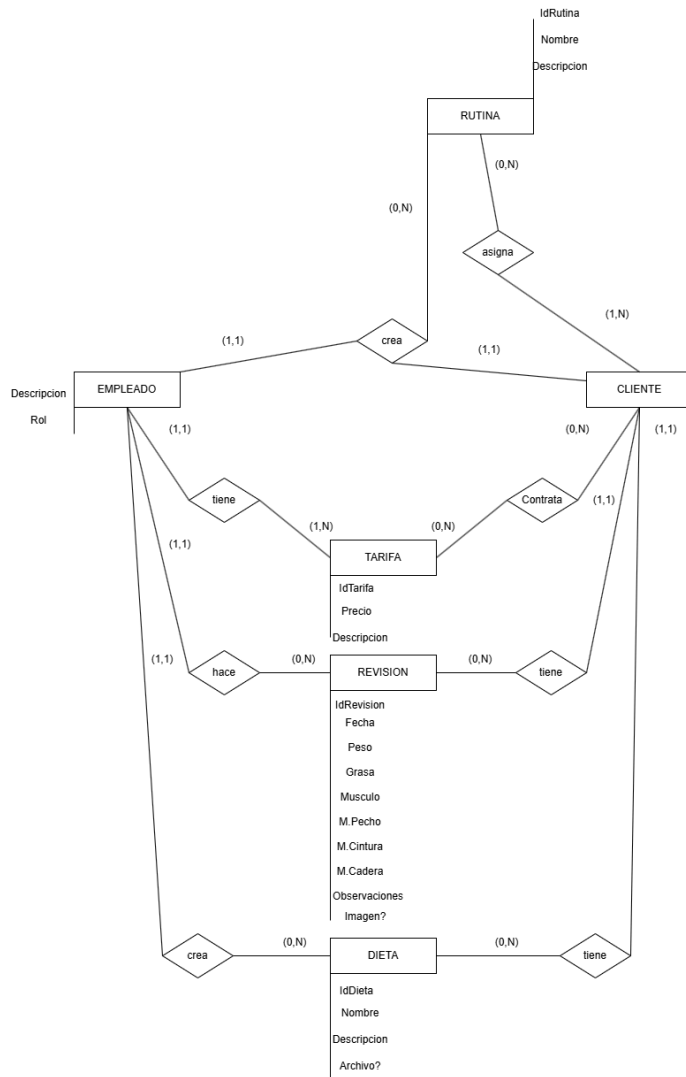 IdRutina
Nombre
Descripcion
RUTINA
(0,N)
(0,N)
asigna
(1,N)
(1,1)
crea
(1,1)
EMPLEADO
CLIENTE
Descripcion
Rol
(1,1)
(0,N)
(1,1)
tiene
Contrata
(1,1)
(1,N)
(0,N)
(1,1)
TARIFA
IdTarifa
Precio
Descripcion
(1,1)
hace
(0,N)
REVISION
(0,N)
tiene
IdRevision
Fecha
Peso
Grasa
Musculo
M.Pecho
M.Cintura
M.Cadera
Observaciones
Imagen?
crea
(0,N)
DIETA
(0,N)
tiene
IdDieta
Nombre
Descripcion
Archivo?